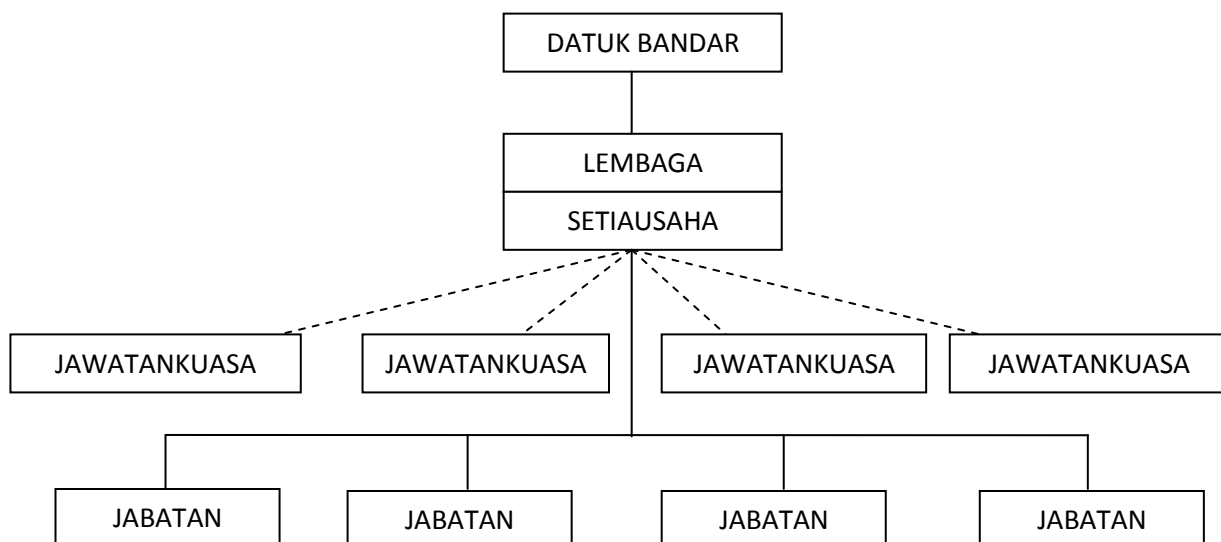 DATUK BANDAR
LEMBAGA
SETIAUSAHA
JAWATANKUASA
JAWATANKUASA
JAWATANKUASA
JAWATANKUASA
JABATAN
JABATAN
JABATAN
JABATAN